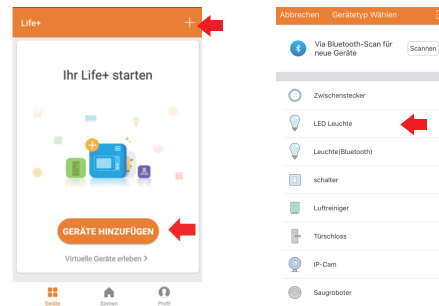 Life+
Ihr Life+ starten
GERÄTE HINZUFÜGEN
Virtuelle Geräte erleben >
Geräte
Szenen
Profil
Abbrechen Gerätetyp Wählen
Via Bluetooth-Scan für
neue Geräte
Scannen
Zwischenstecker
LED Leuchte
Leuchte(Bluetooth)
schalter
Luftreiniger
Türschloss
IP-Cam
Saugroboter